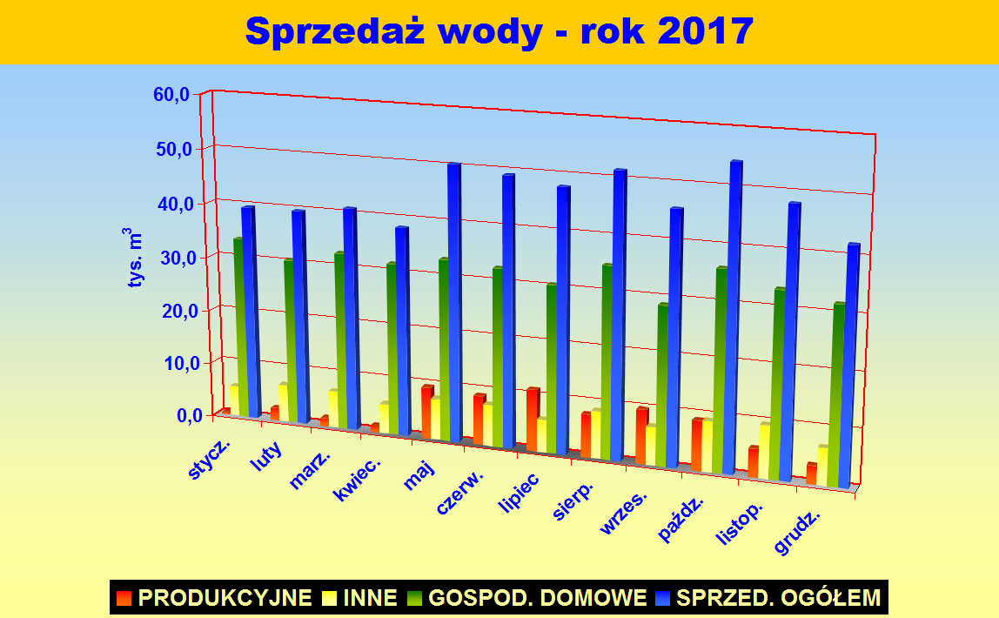 Sprzedaż wody - rok 2017
60,0
50,0
40,0
30,0
20,0
10,0
0,0
tys. m³
stycz.
luty
marz.
kwiec.
maj
czerw.
lipiec
sierp.
wrzes.
paźdz.
listop.
grudz.
PRODUKCYJNE INNE GOSPOD. DOMOWE SPRZED. OGÓŁEM